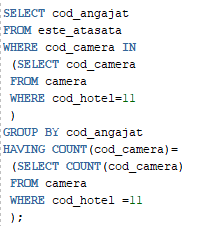 SELECT cod_angajat
FROM este_atasata
WHERE cod_camera IN
(SELECT cod_camera
FROM camera
WHERE cod_hotel=11
)
GROUP BY cod_angajat
HAVING COUNT(cod_camera)=
(SELECT COUNT(cod_camera)
FROM camera
WHERE cod_hotel =11
);